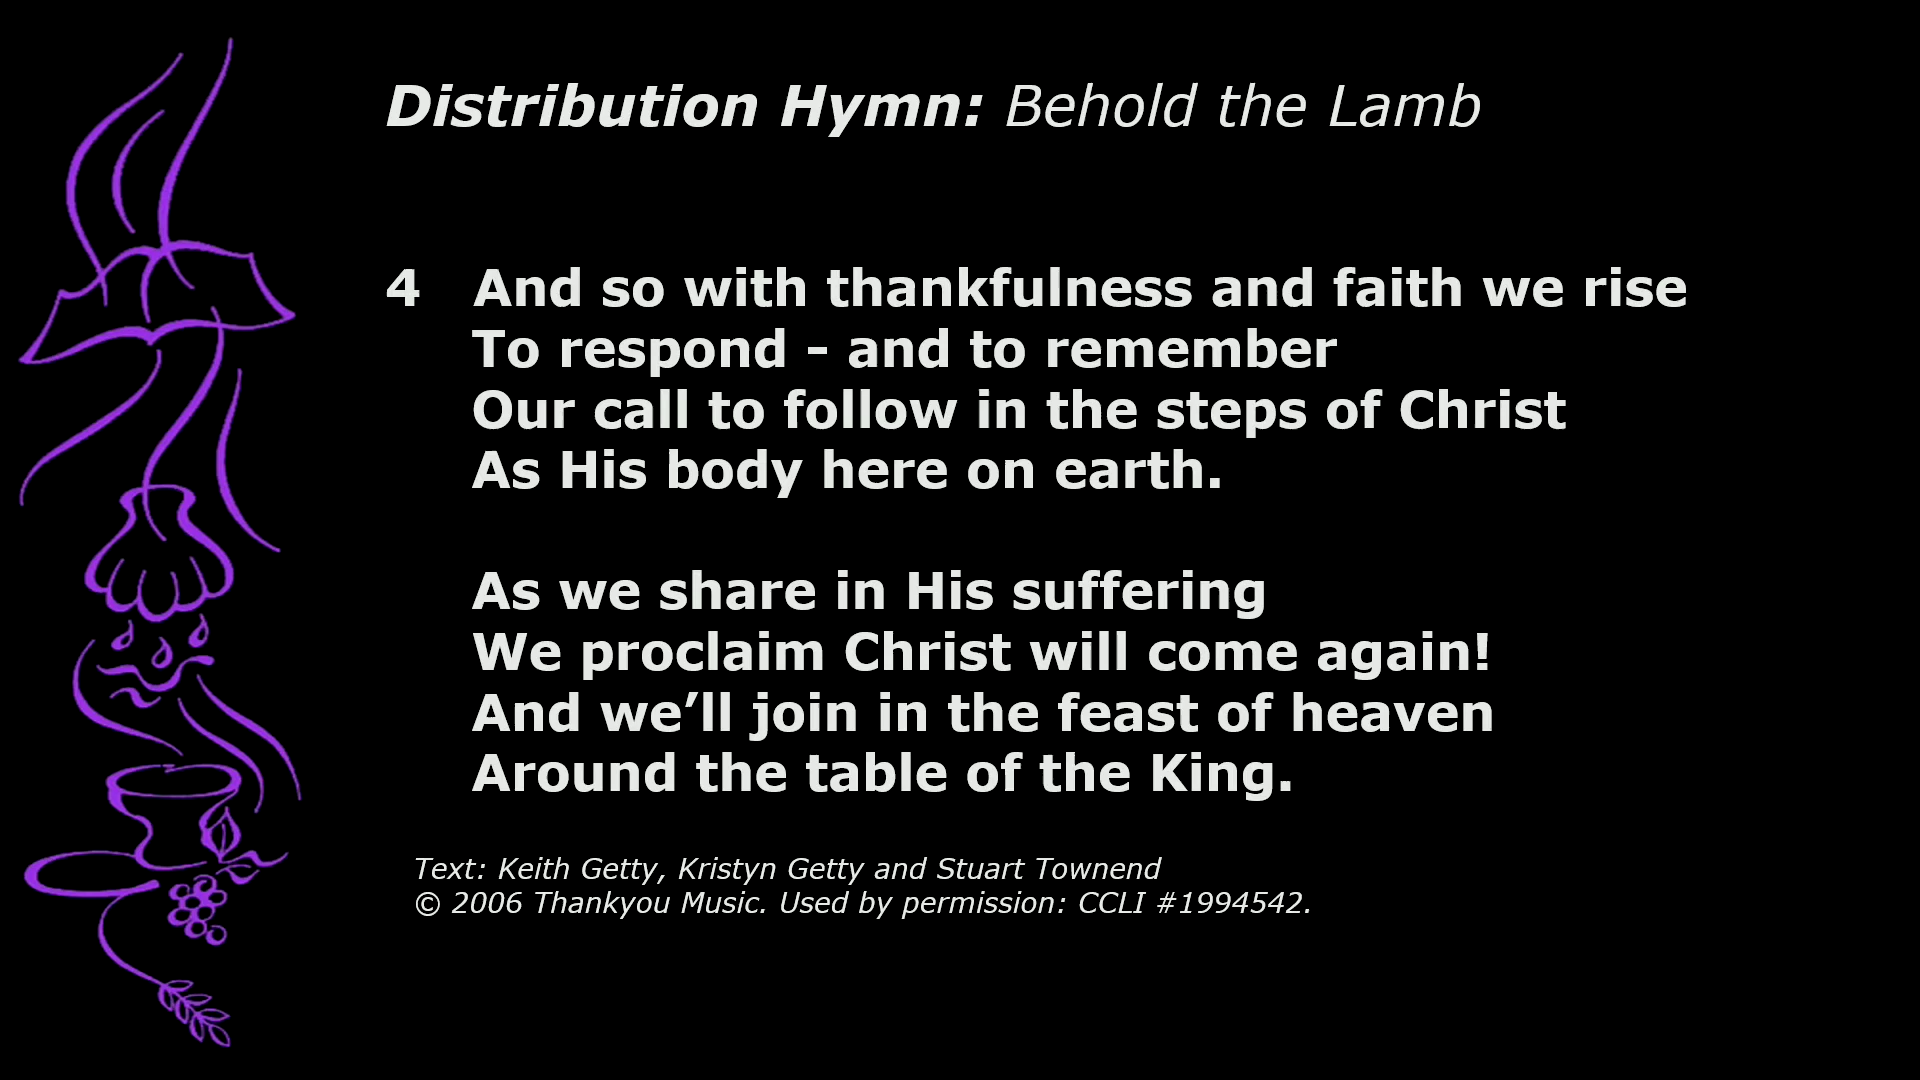 Distribution Hymn: Behold the Lamb
4 And so with thankfulness and faith we rise
To respond - and to remember
Our call to follow in the steps of Christ
As His body here on earth.
As we share in His suffering
We proclaim Christ will come again!
And we’ll join in the feast of heaven
Around the table of the King.
Text: Keith Getty, Kristyn Getty and Stuart Townend
© 2006 Thankyou Music. Used by permission: CCLI #1994542.